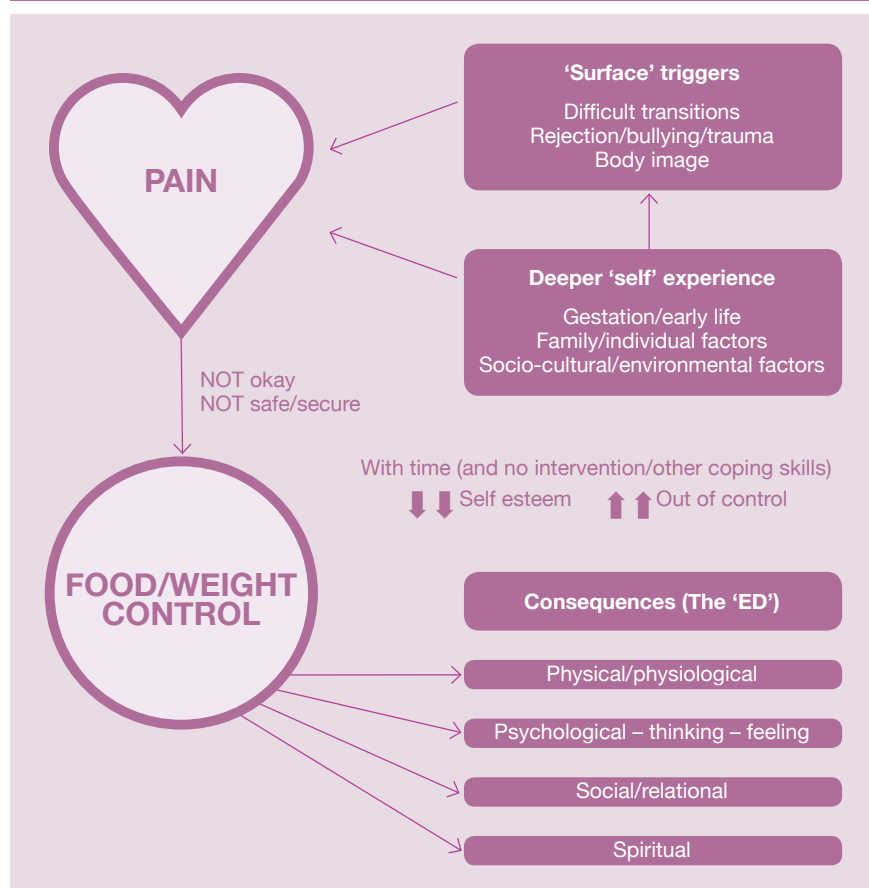 PAIN
‘Surface’ triggers
Difficult transitions
Rejection/bullying/trauma
Body image
Deeper ‘self’ experience
Gestation/early life
Family/individual factors
Socio-cultural/environmental factors
NOT okay
NOT safe/secure
With time (and no intervention/other coping skills)
Self esteem Out of control
FOOD/WEIGHT
CONTROL
Consequences (The ‘ED’)
Physical/physiological
Psychological – thinking – feeling
Social/relational
Spiritual